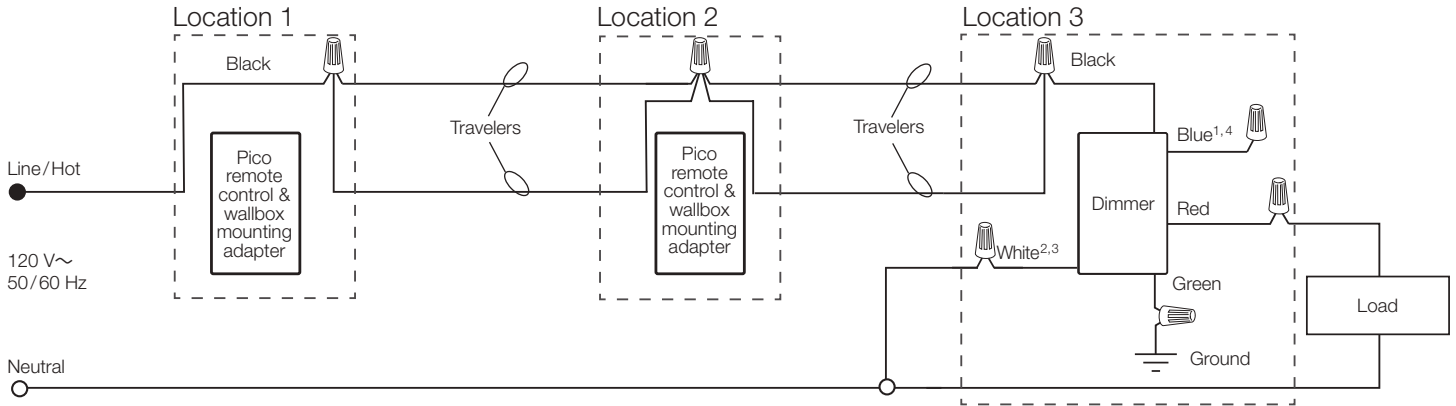 Location 1
Location 2
Location 3
Black
Black
Travelers
Travelers
Blue1,4
Line/Hot
Pico
remote
control &
wallbox
mounting
adapter
Pico
remote
control &
wallbox
mounting
adapter
Dimmer
Red
White2,3
120 V~
50/60 Hz
Green
Load
Ground
Neutral